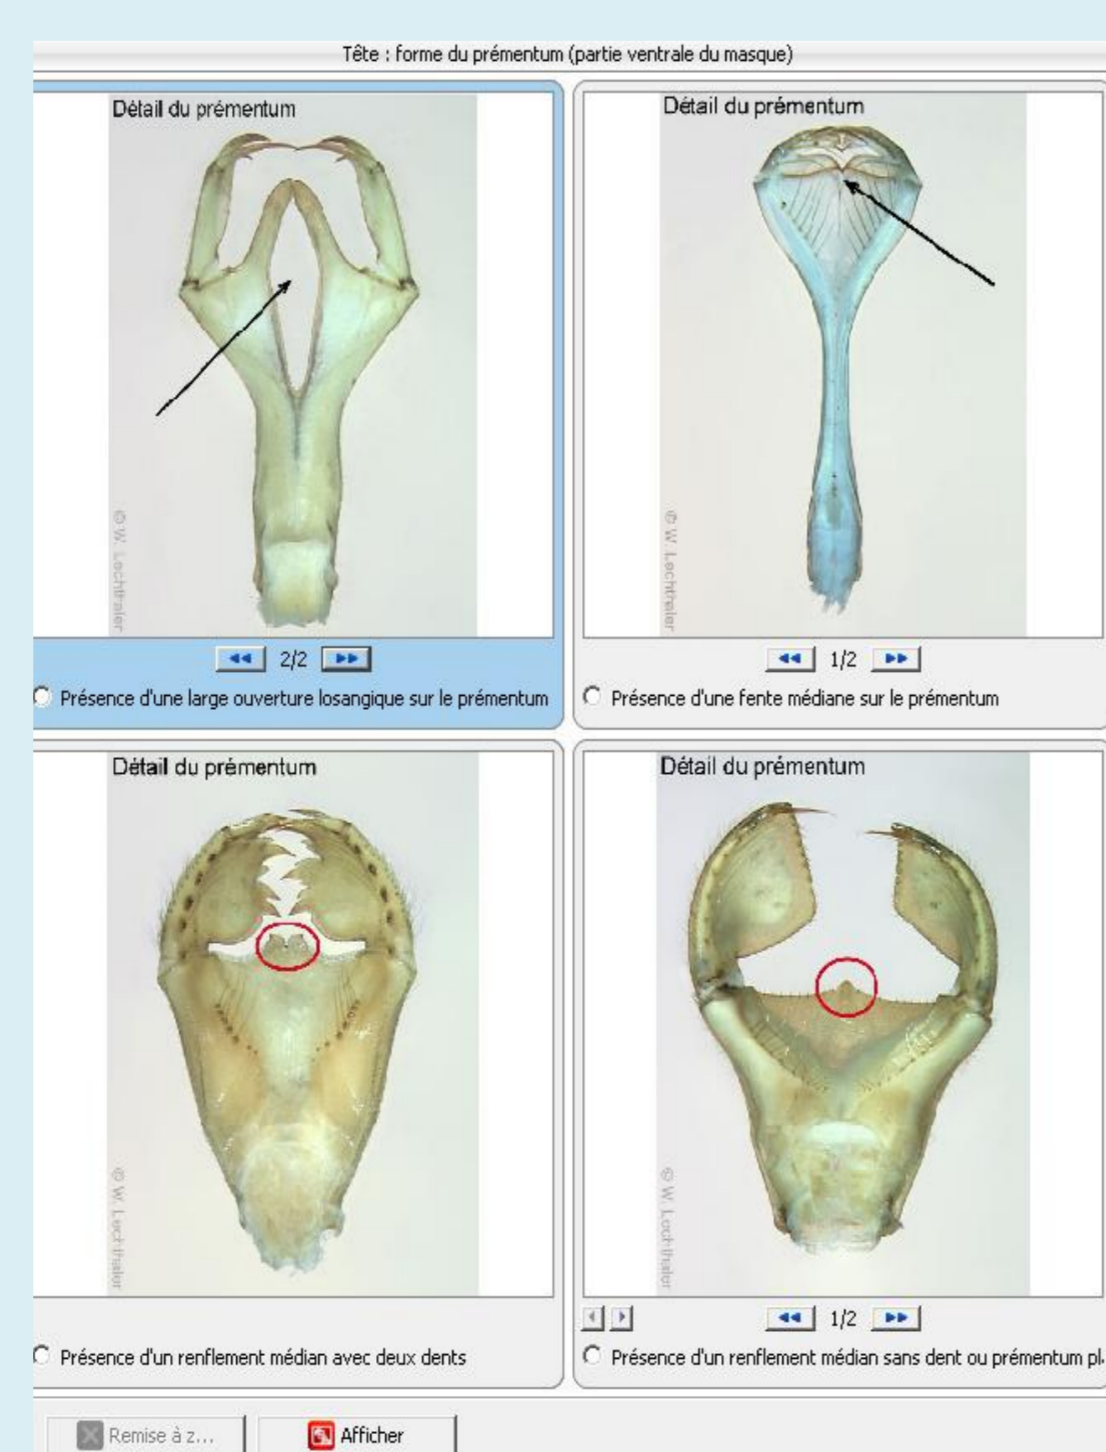 Tête : forme du prémentum (partie ventrale du masque)
Détail du prémentum
© W. Lechthaler
2/2
Présence d'une large ouverture losangique sur le prémentum
Détail du prémentum
© W. Lechthaler
1/2
Présence d'une fente médiane sur le prémentum
Détail du prémentum
© W. Lechthaler
Présence d'un renflement médian avec deux dents
Détail du prémentum
© W. Lechthaler
1/2
Présence d'un renflement médian sans dent ou prémentum pl
Remise à z...
Afficher